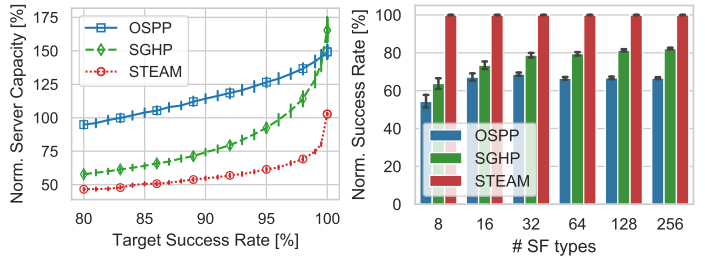 Norm. Server Capacity [%]
175
150
125
100
75
50
OSPP
SGHP
STEAM
80 85 90 95 100
Target Success Rate [%]
Norm. Success Rate [%]
100
80
60
40
20
0
OSPP
SGHP
STEAM
8 16 32 64 128 256
# SF types